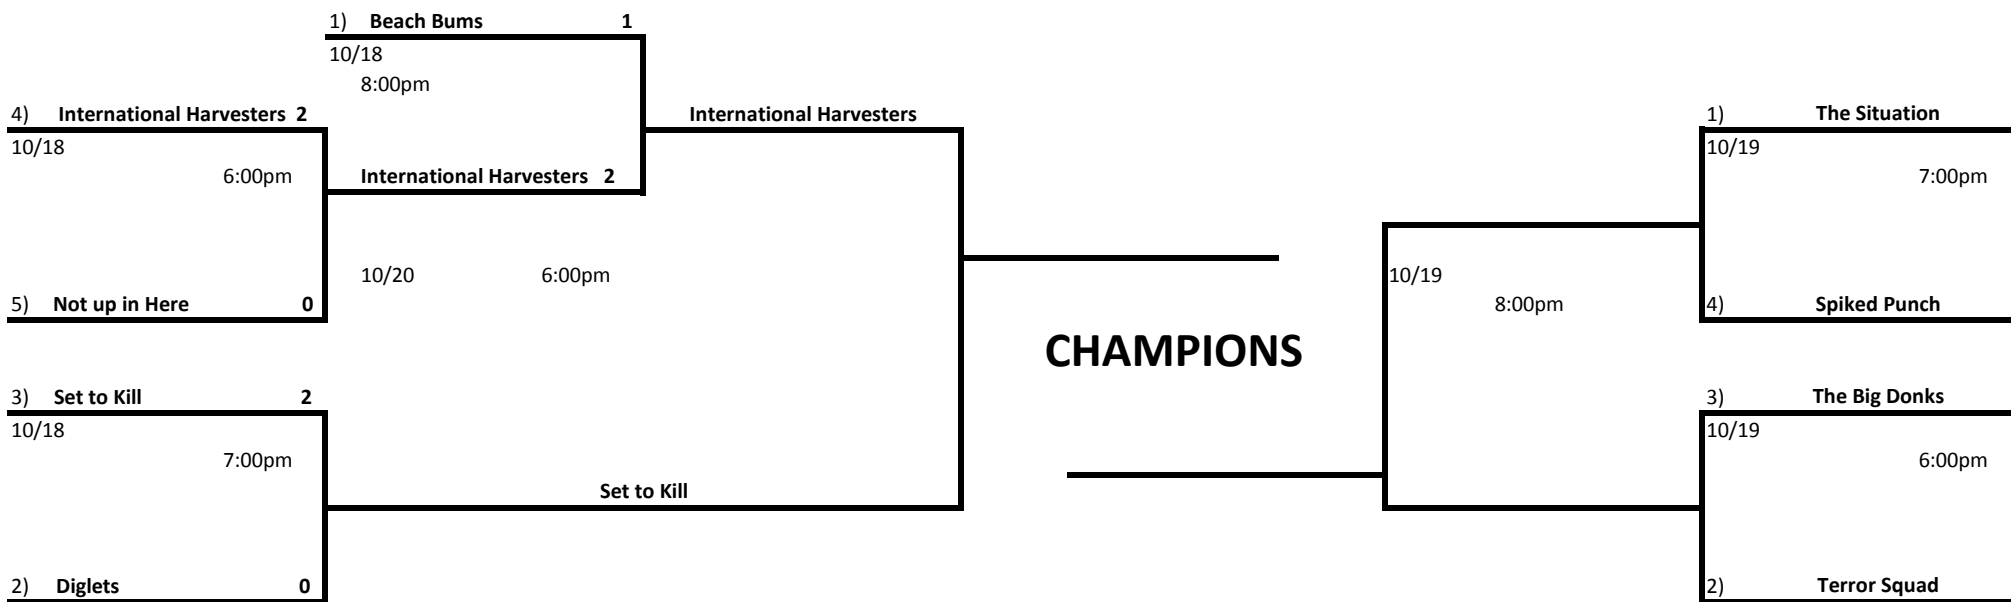 1) Beach Bums 1
10/18
8:00pm
4) International Harvesters 2
10/18
6:00pm
International Harvesters 2
International Harvesters
10/20 6:00pm
5) Not up in Here 0
3) Set to Kill 2
10/18
7:00pm
Set to Kill
2) Diglets 0
CHAMPIONS
1) The Situation
10/19
7:00pm
10/19
8:00pm
4) Spiked Punch
3) The Big Donks
10/19
6:00pm
2) Terror Squad